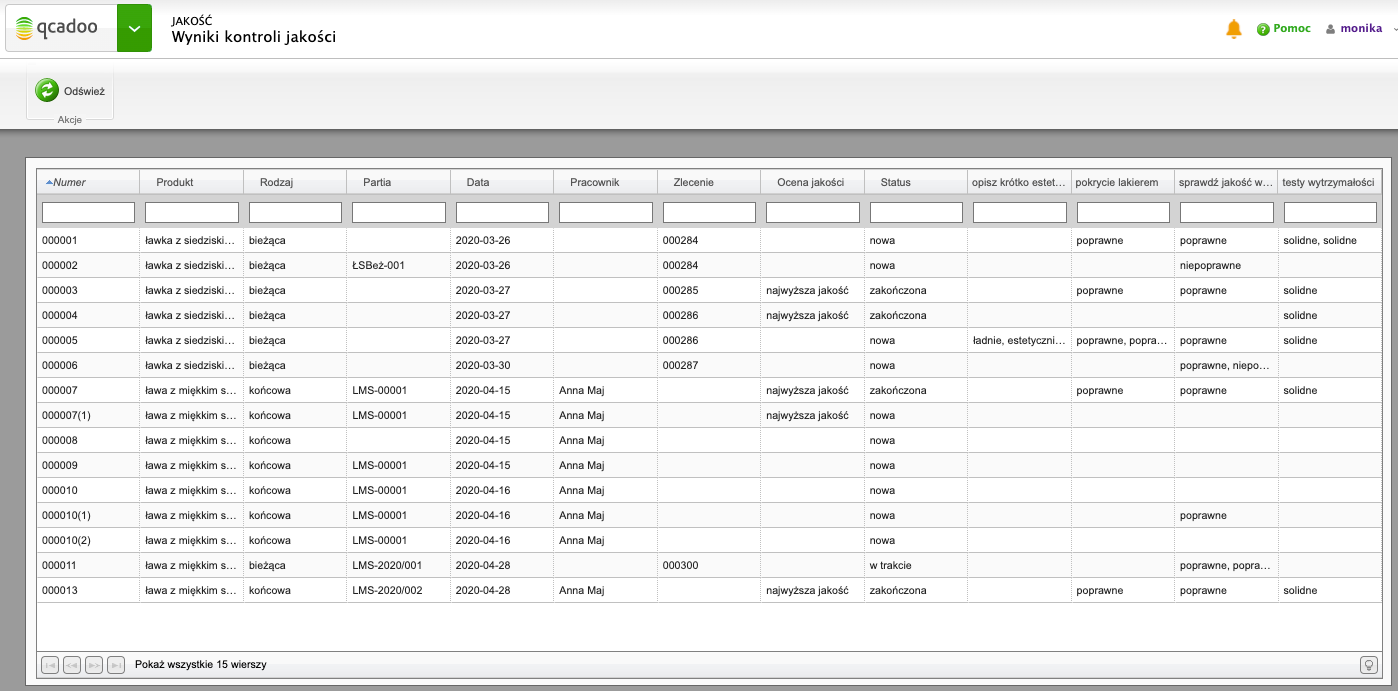 qcadoo
JAKOŚĆ
Wyniki kontroli jakości
Pomoc monika
Odśwież
Akcje
Numer Produkt Rodzaj Partia Data Pracownik Zlecenie Ocena jakości Status opisz krótko estet... pokrycie lakierem sprawdź jakość w... testy wytrzymałości
000001 ławka z siedziski... bieżąca 2020-03-26 000284 nowa poprawne poprawne solidne, solidne
000002 ławka z siedziski... bieżąca ŁSBeż-001 2020-03-26 000284 nowa niepoprawne
000003 ławka z siedziski... bieżąca 2020-03-27 000285 najwyższa jakość zakończona poprawne poprawne solidne
000004 ławka z siedziski... bieżąca 2020-03-27 000286 najwyższa jakość zakończona solidne
000005 ławka z siedziski... bieżąca 2020-03-27 000286 nowa ładnie, estetyczni... poprawne, popra... poprawne solidne
000006 ławka z siedziski... bieżąca 2020-03-30 000287 nowa poprawne, niepo...
000007 ława z miękkim s... końcowa LMS-00001 2020-04-15 Anna Maj najwyższa jakość zakończona poprawne poprawne solidne
000007(1) ława z miękkim s... końcowa LMS-00001 2020-04-15 Anna Maj najwyższa jakość nowa
000008 ława z miękkim s... końcowa 2020-04-15 Anna Maj nowa
000009 ława z miękkim s... końcowa LMS-00001 2020-04-15 Anna Maj nowa
000010 ława z miękkim s... końcowa LMS-00001 2020-04-16 Anna Maj nowa
000010(1) ława z miękkim s... końcowa LMS-00001 2020-04-16 Anna Maj nowa poprawne
000010(2) ława z miękkim s... końcowa LMS-00001 2020-04-16 Anna Maj nowa
000011 ława z miękkim s... bieżąca LMS-2020/001 2020-04-28 000300 w trakcie poprawne, popra...
000013 ława z miękkim s... końcowa LMS-2020/002 2020-04-28 Anna Maj najwyższa jakość zakończona poprawne poprawne solidne
Pokaż wszystkie 15 wierszy